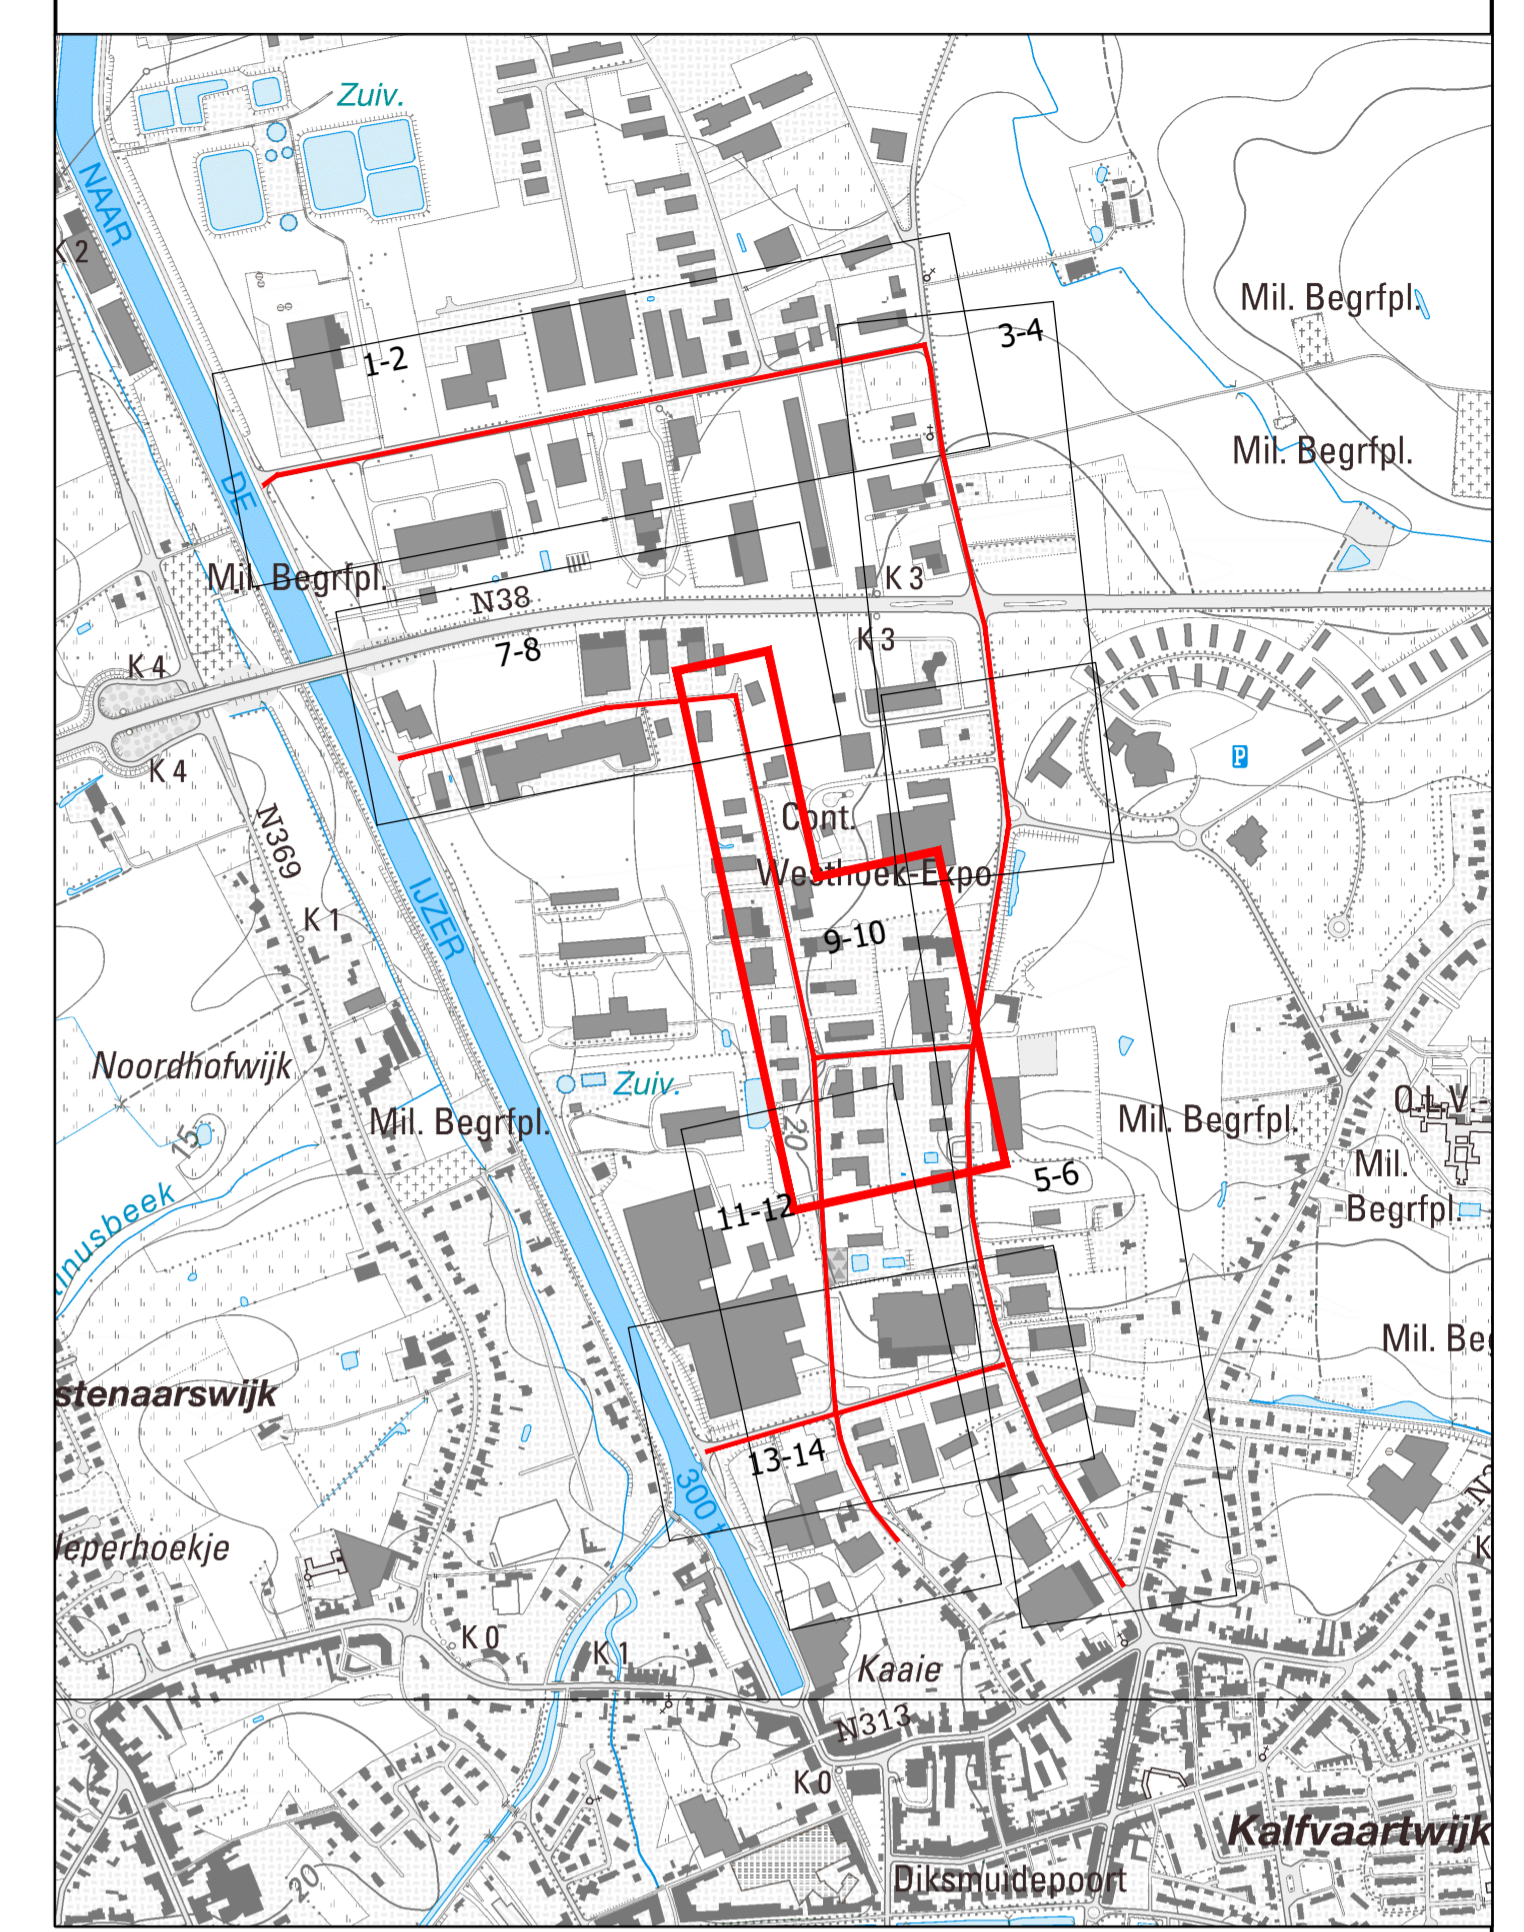 Zuiv.
NAAR
K 2
Mil. Begrfpl.
3-4
1-2
Mil. Begrfpl.
DE
Mil. Begrfpl.
K 3
N38
K 3
7-8
K 4
P
K 4
Cont.
N369
Westhoek-Expo
IJZER
K 1
9-10
Noordhofwijk
Zuiv.
O.L.V.
Mil. Begrfpl.
20
Mil. Begrfpl.
15
Mil.
Begrfpl.
5-6
inusbeek
11-12
Mil. Be
stenaarswijk
13-14
300 t
N3
Ieperhoekje
K
K 0
K 1
Kaaie
N313
K 0
Kalfvaartwijk
20
Diksmuidepoort